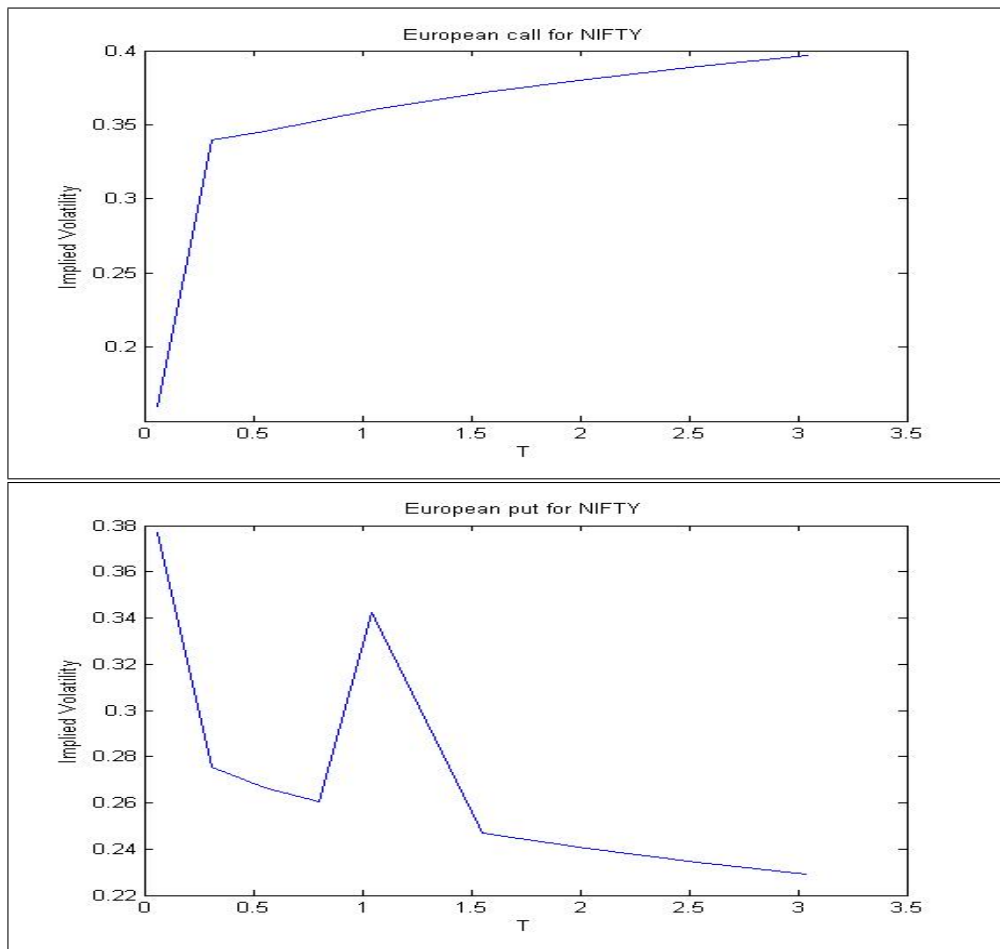 European call for NIFTY
0.4
0.35
0.3
0.25
0.2
Implied Volatility
0 0.5 1 1.5 2 2.5 3 3.5
T
European put for NIFTY
0.38
0.36
0.34
0.32
0.3
0.28
0.26
0.24
0.22
Implied Volatility
0 0.5 1 1.5 2 2.5 3 3.5
T